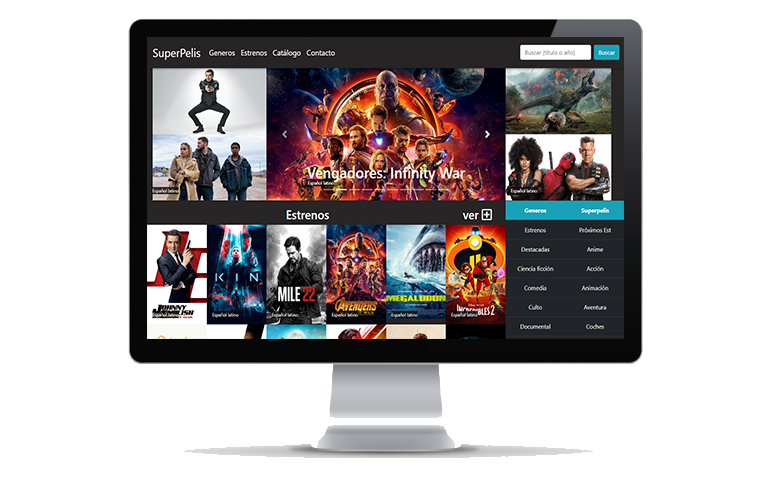 SuperPelis Generos Estrenos Catálogo Contacto Buscar (título o año) Buscar
Español latino
Vengadores: Infinity War
Español latino
Español latino
Estrenos ver
Generos Superpelis
Estrenos Próximos Est
Destacadas Anime
Ciencia ficción Acción
Comedia Animación
Culto Aventura
Documental Coches
JOHNNY ENGLISH
Español latino
KIN
Español latino
MILE 22
Español latino
AVENGERS
Español latino
MEGALODON
Español latino
INCREDIBLES 2
Español latino